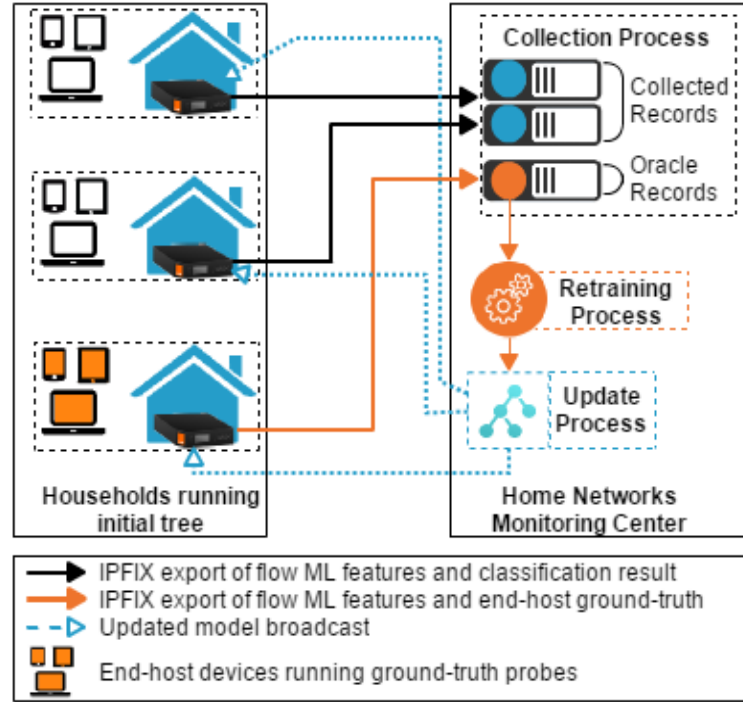 Collection Process
Collected
Records
Oracle
Records
Retraining
Process
Update
Process
Households running
initial tree
Home Networks
Monitoring Center
IPFIX export of flow ML features and classification result
IPFIX export of flow ML features and end-host ground-truth
Updated model broadcast
End-host devices running ground-truth probes